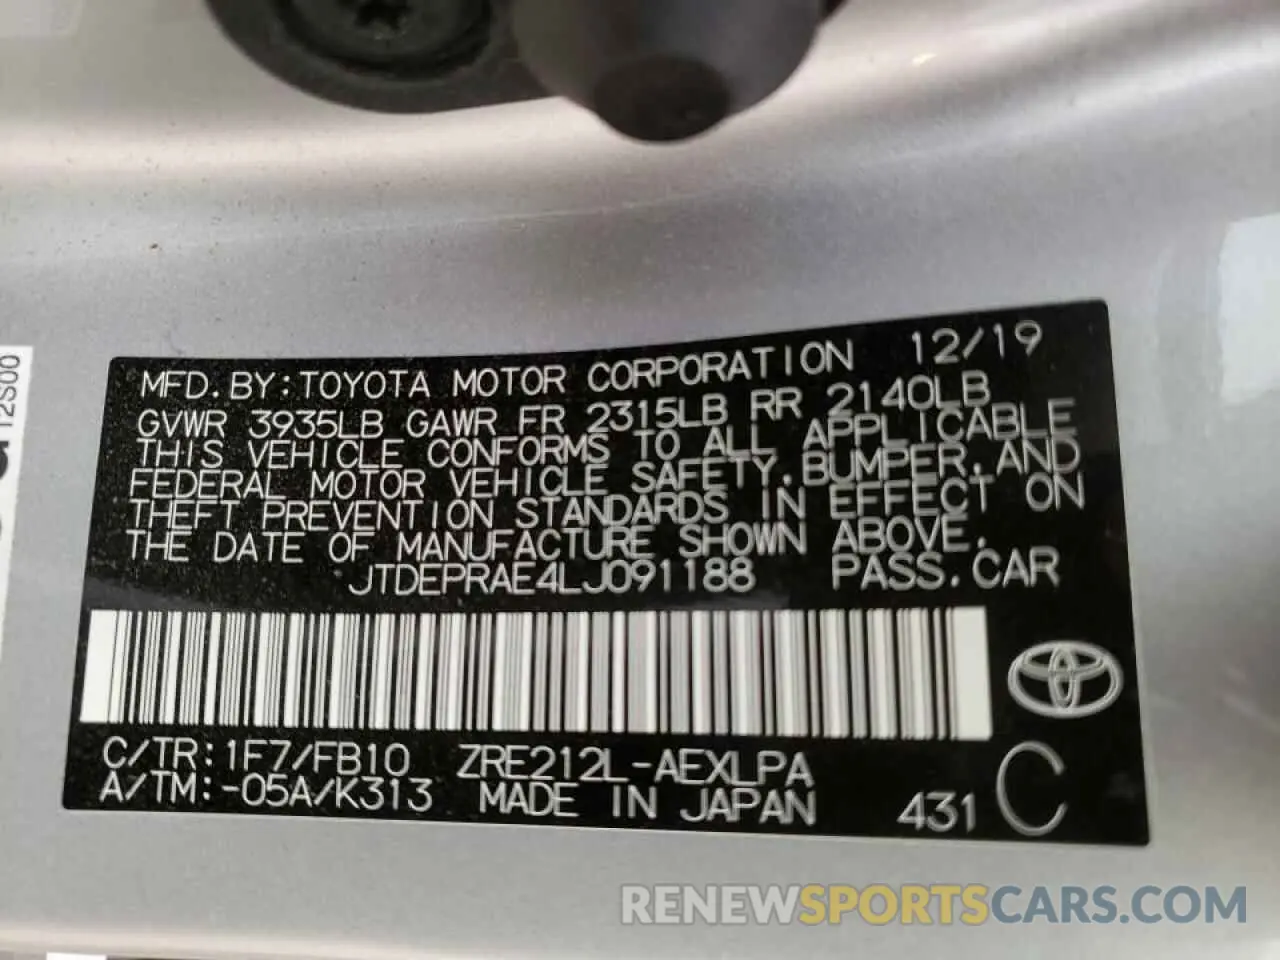 12S00
MFD. BY: TOYOTA MOTOR CORPORATION 12/19
GVWR 3935LB GAWR FR 2315LB RR 2140LB
THIS VEHICLE CONFORMS TO ALL APPLICABLE
FEDERAL MOTOR VEHICLE SAFETY, BUMPER, AND
THEFT PREVENTION STANDARDS IN EFFECT ON
THE DATE OF MANUFACTURE SHOWN ABOVE.
JTDEPRAE4LJ091188 PASS. CAR
C/TR: 1F7/FB10 ZRE212L-AEXLPA
A/TM: -05A/K313 MADE IN JAPAN 431 C
RENEWSPORTSCARS.COM